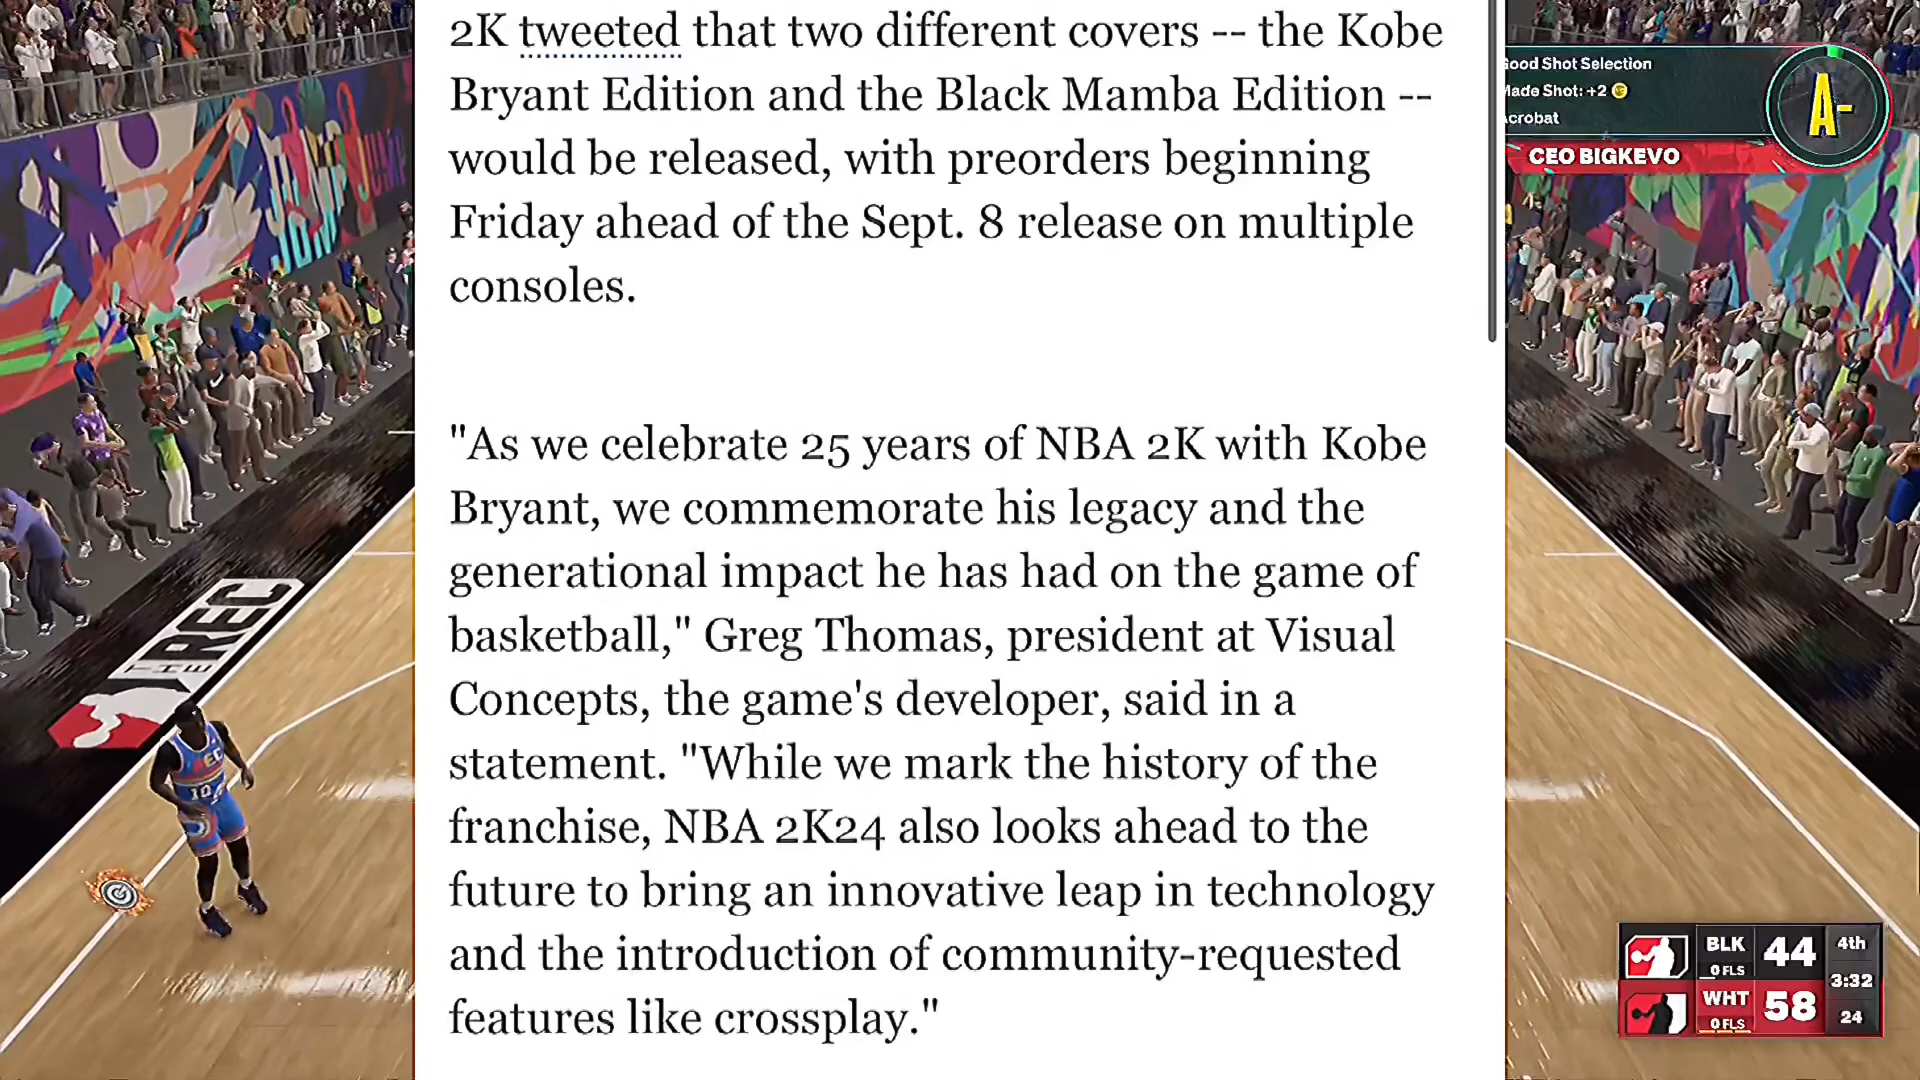 2K tweeted that two different covers -- the Kobe
Bryant Edition and the Black Mamba Edition --
would be released, with preorders beginning
Friday ahead of the Sept. 8 release on multiple
consoles.
"As we celebrate 25 years of NBA 2K with Kobe
Bryant, we commemorate his legacy and the
generational impact he has had on the game of
basketball," Greg Thomas, president at Visual
Concepts, the game's developer, said in a
statement. "While we mark the history of the
franchise, NBA 2K24 also looks ahead to the
future to bring an innovative leap in technology
and the introduction of community-requested
features like crossplay."
ood Shot Selection
Made Shot: +2
crobat
A-
CEO BIGKEVO
JUMP
THE REC
10
BLK 44 4th
0 FLS
3:32
WHT 58
0 FLS
24